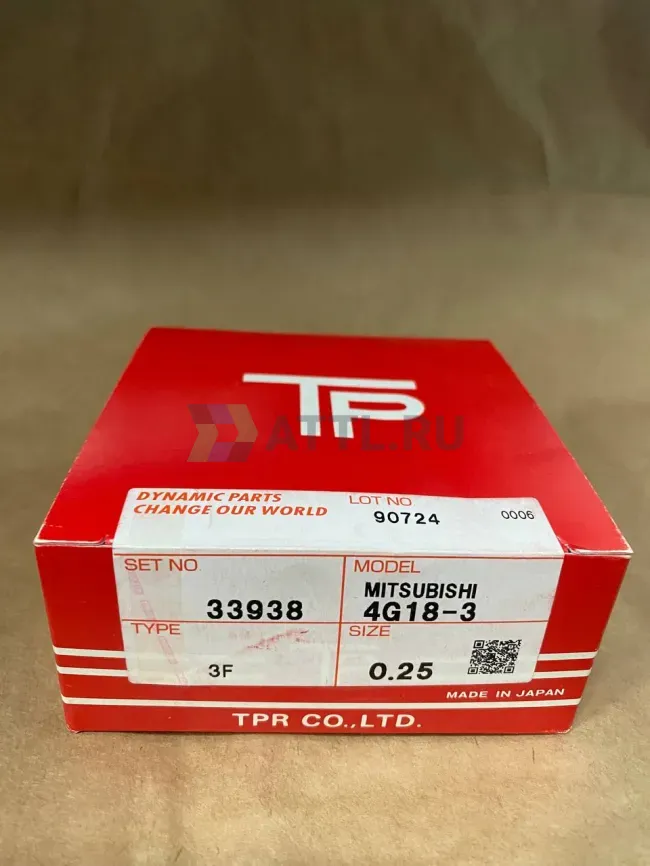 TP
ATTL.RU
DYNAMIC PARTS
CHANGE OUR WORLD
LOT NO
90724
0006
SET NO
33938
MODEL
MITSUBISHI
4G18-3
TYPE
3F
SIZE
0.25
MADE IN JAPAN
TPR CO.,LTD.